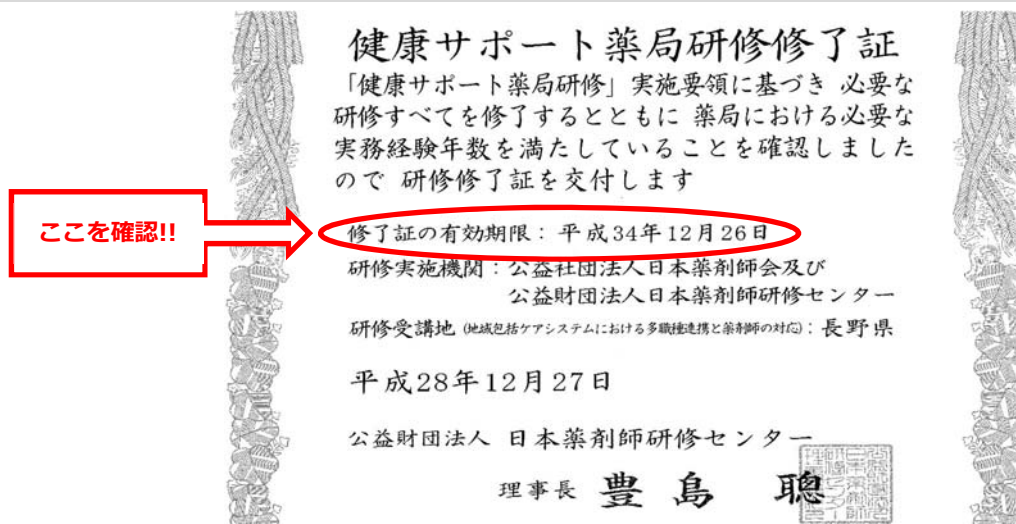 健康サポート薬局研修修了証
「健康サポート薬局研修」実施要領に基づき 必要な
研修すべてを修了するとともに 薬局における必要な
実務経験年数を満たしていることを確認しました
ので 研修修了証を交付します
ここを確認!!
修了証の有効期限：平成34年12月26日
研修実施機関：公益社団法人日本薬剤師会及び
公益財団法人日本薬剤師研修センター
研修受講地（地域包括ケアシステムにおける多職種連携と薬剤師の対応）：長野県
平成28年12月27日
公益財団法人 日本薬剤師研修センター
理事長 豊島 聰